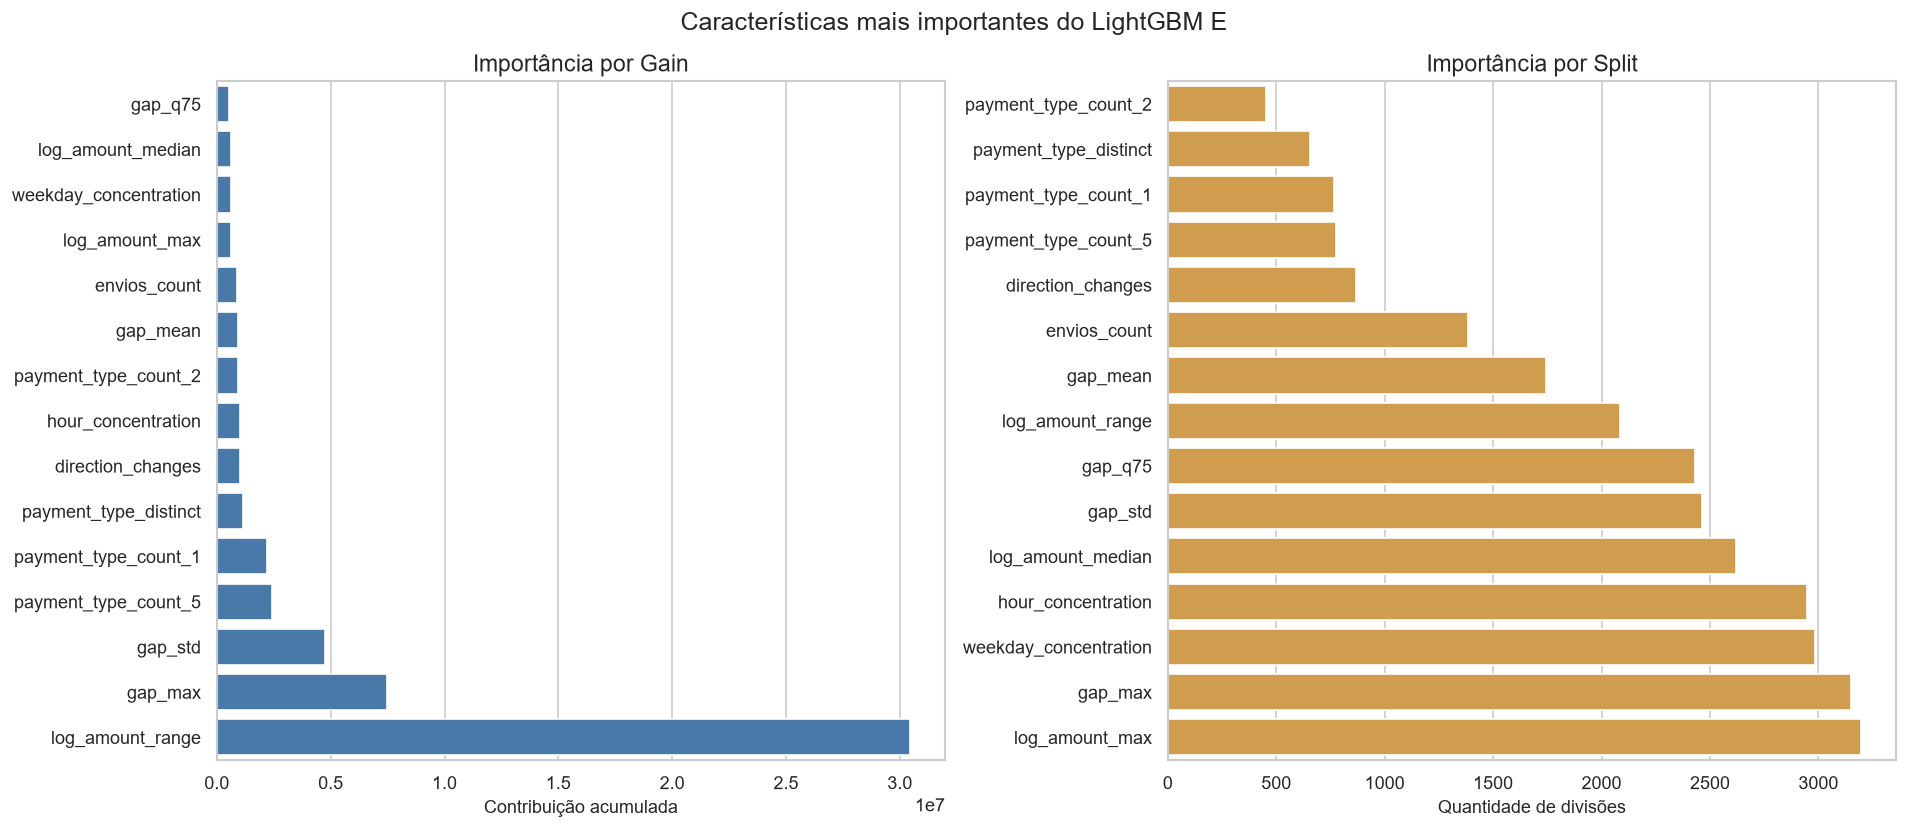 Características mais importantes do LightGBM E
Importância por Gain
gap_q75
log_amount_median
weekday_concentration
log_amount_max
envios_count
gap_mean
payment_type_count_2
hour_concentration
direction_changes
payment_type_distinct
payment_type_count_1
payment_type_count_5
gap_std
gap_max
log_amount_range
0.0 0.5 1.0 1.5 2.0 2.5 3.0
1e7
Contribuição acumulada
Importância por Split
payment_type_count_2
payment_type_distinct
payment_type_count_1
payment_type_count_5
direction_changes
envios_count
gap_mean
log_amount_range
gap_q75
gap_std
log_amount_median
hour_concentration
weekday_concentration
gap_max
log_amount_max
0 500 1000 1500 2000 2500 3000
Quantidade de divisões